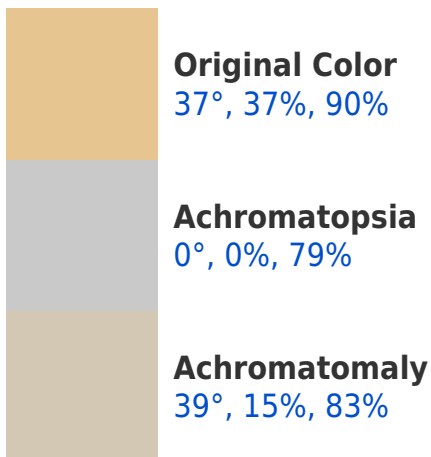 Original Color
37°, 37%, 90%
Achromatopsia
0°, 0%, 79%
Achromatomaly
39°, 15%, 83%